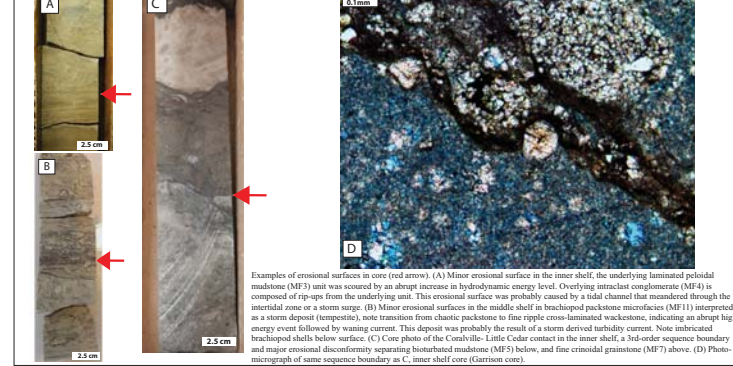 A
C
0.1mm
2.5 cm
B
D
2.5 cm
2.5 cm
Examples of erosional surfaces in core (red arrow). (A) Minor erosional surface in the inner shelf, the underlying laminated peloidal
mudstone (MF3) unit was scoured by an abrupt increase in hydrodynamic energy level. Overlying intraclast conglomerate (MF4) is
composed of rip-ups from the underlying unit. This erosional surface was probably caused by a tidal channel that meandered through the
intertidal zone or a storm surge. (B) Minor erosional surfaces in the middle shelf in brachiopod packstone microfacies (MF11) interpreted
as a storm deposit (tempestite), note transition from chaotic packstone to fine ripple cross-laminated wackestone, indicating an abrupt hig
energy event followed by waning current. This deposit was probably the result of a storm derived turbidity current. Note imbricated
brachiopod shells below surface. (C) Core photo of the Coralville- Little Cedar contact in the inner shelf, a 3rd-order sequence boundary
and major erosional disconformity separating bioturbated mudstone (MF5) below, and fine crinoidal grainstone (MF7) above. (D) Photo-
micrograph of same sequence boundary as C, inner shelf core (Garrison core).